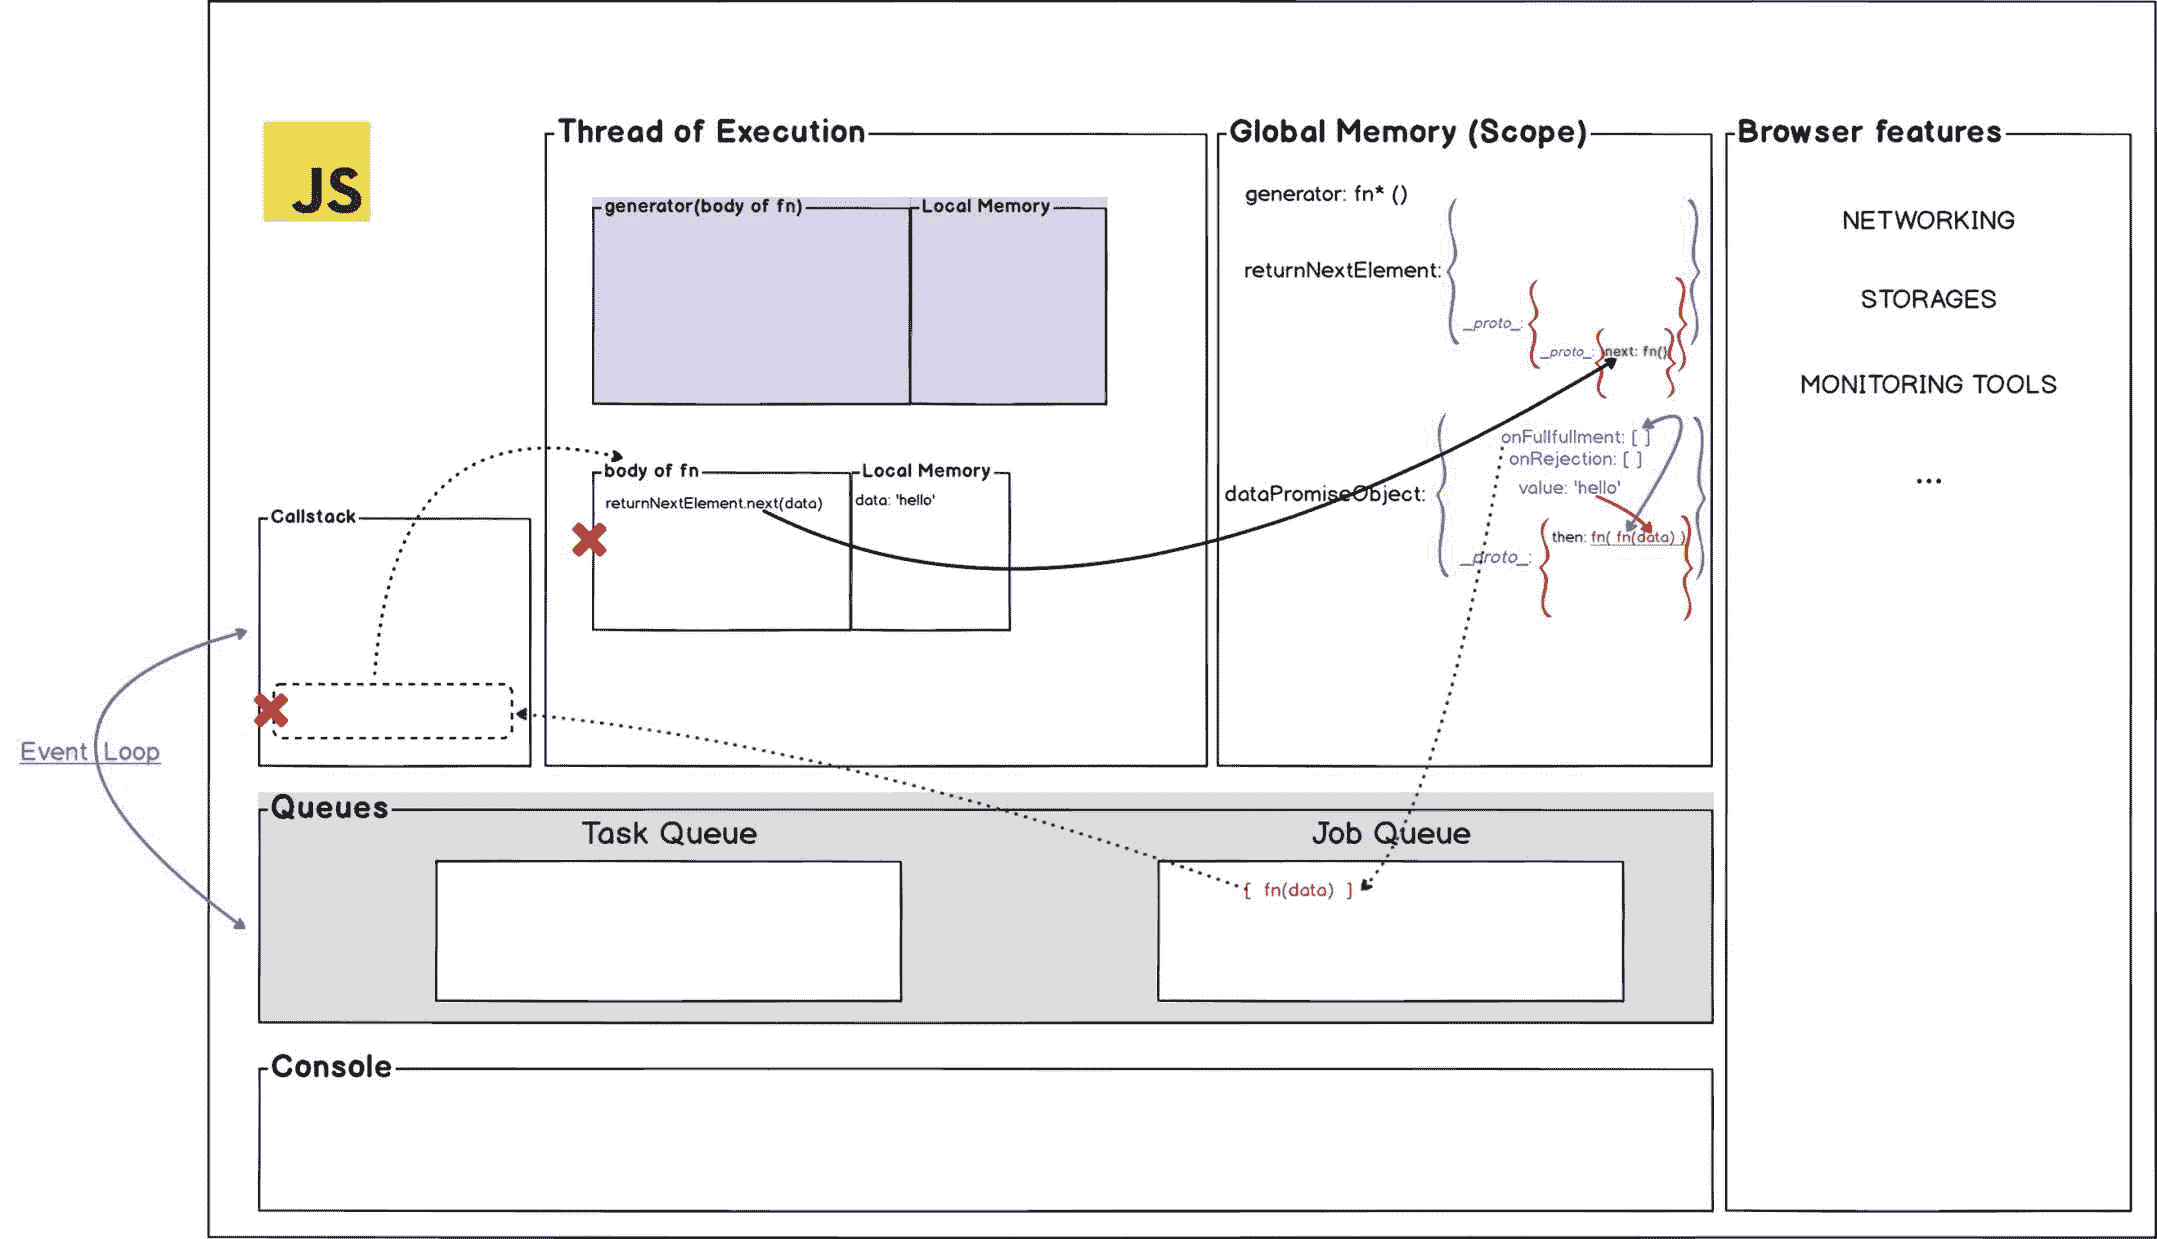 JS
Thread of Execution
generator(body of fn)
Local Memory
body of fn
Local Memory
returnNextElement.next(data)
data: 'hello'
Global Memory (Scope)
generator: fn* ()
returnNextElement:
_proto_:
_proto_:
next: fn()
onFullfullment: [ ]
onRejection: [ ]
dataPromiseObject:
value: 'hello'
then: fn( fn(data) )
_proto_:
Browser features
NETWORKING
STORAGES
MONITORING TOOLS
...
Callstack
Event Loop
Queues
Task Queue
Job Queue
[ fn(data) ]
Console